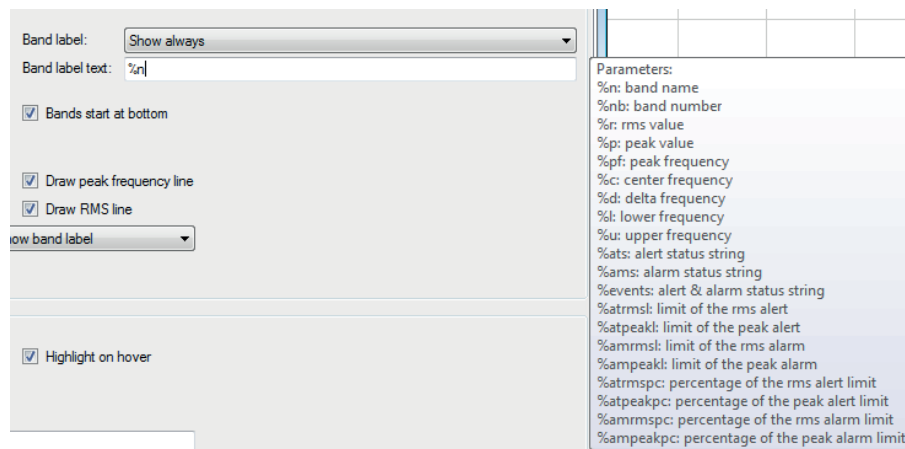 Band label: Show always
Band label text: %n
Bands start at bottom
Draw peak frequency line
Draw RMS line
band label
Highlight on hover
Parameters:
%n: band name
%nb: band number
%r: rms value
%p: peak value
%pf: peak frequency
%c: center frequency
%d: delta frequency
%l: lower frequency
%u: upper frequency
%ats: alert status string
%ams: alarm status string
%events: alert & alarm status string
%atrmsl: limit of the rms alert
%atpeakl: limit of the peak alert
%amrmsl: limit of the rms alarm
%ampeakl: limit of the peak alarm
%atrmspc: percentage of the rms alert limit
%atpeakpc: percentage of the peak alert limit
%amrmspc: percentage of the rms alarm limit
%ampeakpc: percentage of the peak alarm limit